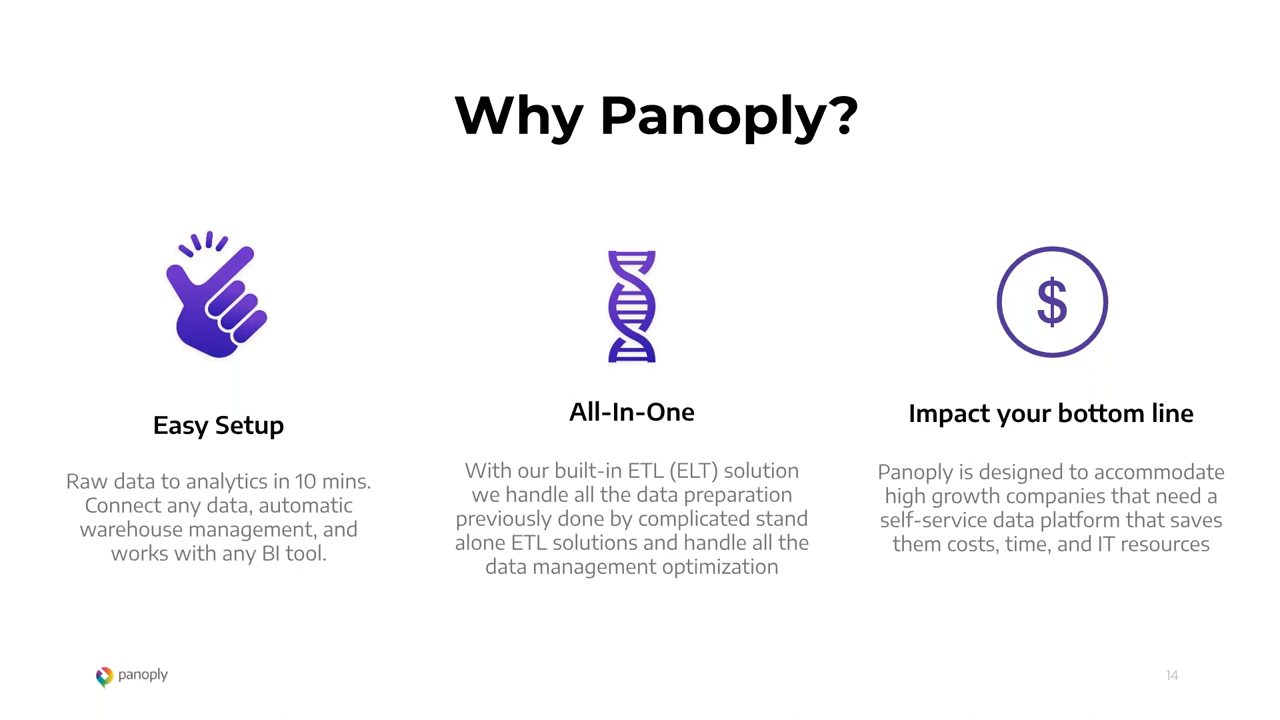 Why Panoply?
$
Easy Setup
Raw data to analytics in 10 mins.
Connect any data, automatic
warehouse management, and
works with any BI tool.
All-In-One
With our built-in ETL (ELT) solution
we handle all the data preparation
previously done by complicated stand
alone ETL solutions and handle all the
data management optimization
Impact your bottom line
Panoply is designed to accommodate
high growth companies that need a
self-service data platform that saves
them costs, time, and IT resources
panoply
14